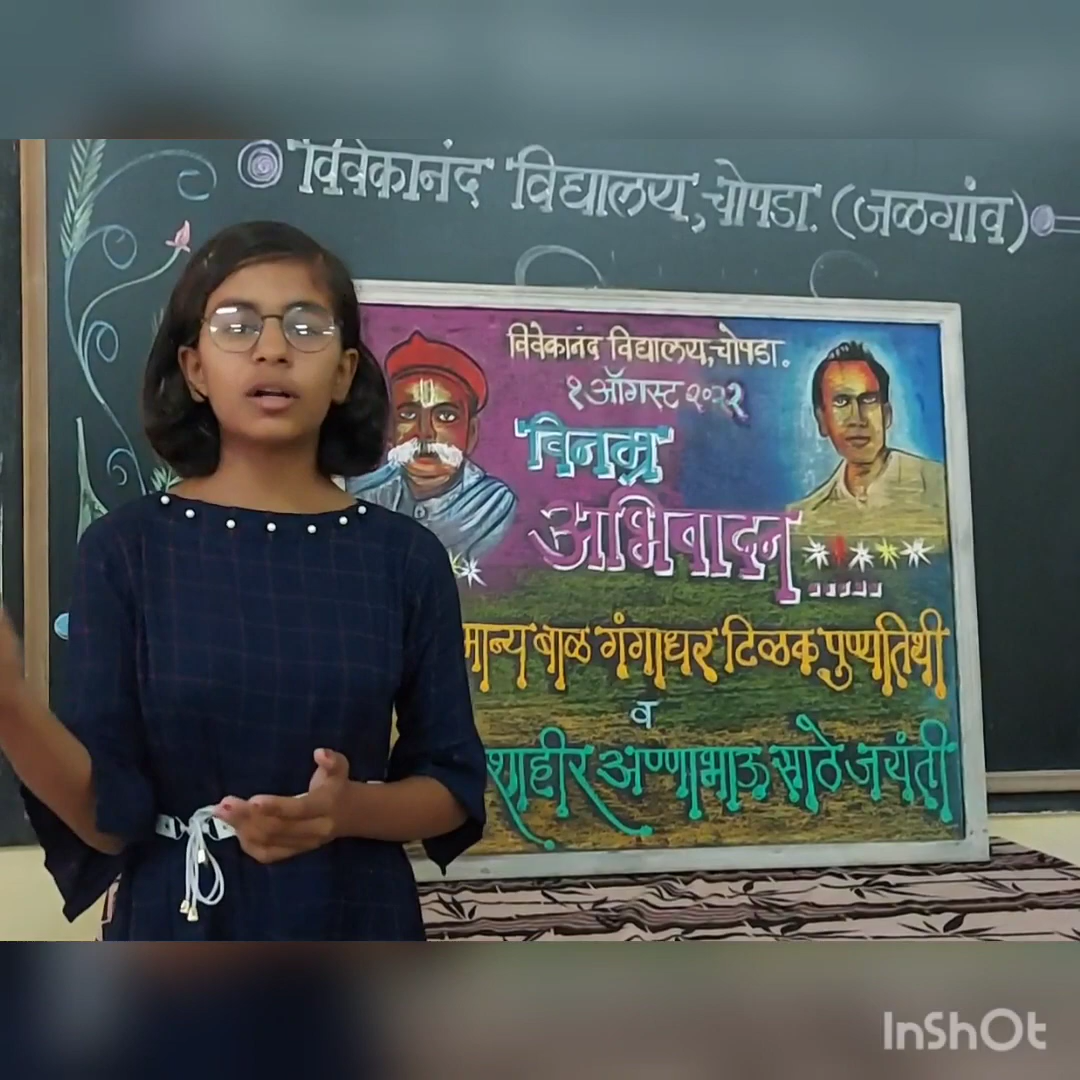 विवेकानंद विद्यालय,चोपडा. (जळगांव)
विवेकानंद विद्यालय,चोपडा.
१ ऑगस्ट २०२२
विनम्र
अभिवादन......
मान्य बाळ गंगाधर टिळक पुण्यतिथी
व
शाहीर अण्णाभाऊ साठे जयंती
InShOt